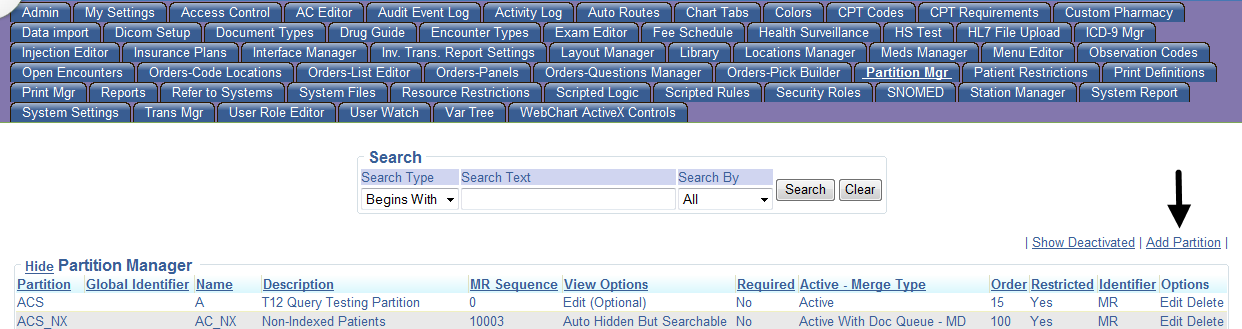 Admin My Settings Access Control AC Editor Audit Event Log Activity Log Auto Routes Chart Tabs Colors CPT Codes CPT Requirements Custom Pharmacy
Data import Dicom Setup Document Types Drug Guide Encounter Types Exam Editor Fee Schedule Health Surveillance HS Test HL7 File Upload ICD-9 Mgr
Injection Editor Insurance Plans Interface Manager Inv. Trans. Report Settings Layout Manager Library Locations Manager Meds Manager Menu Editor Observation Codes
Open Encounters Orders-Code Locations Orders-List Editor Orders-Panels Orders-Questions Manager Orders-Pick Builder Partition Mgr Patient Restrictions Print Definitions
Print Mgr Reports Refer to Systems System Files Resource Restrictions Scripted Logic Scripted Rules Security Roles SNOMED Station Manager System Report
System Settings Trans Mgr User Role Editor User Watch Var Tree WebChart ActiveX Controls
Search
Search Type Search Text Search By
Begins With All Search Clear
| Show Deactivated | Add Partition |
Hide Partition Manager
Partition Global Identifier Name Description MR Sequence View Options Required Active - Merge Type Order Restricted Identifier Options
ACS A T12 Query Testing Partition 0 Edit (Optional) No Active 15 Yes MR Edit Delete
ACS_NX AC_NX Non-Indexed Patients 10003 Auto Hidden But Searchable No Active With Doc Queue - MD 100 Yes MR Edit Delete